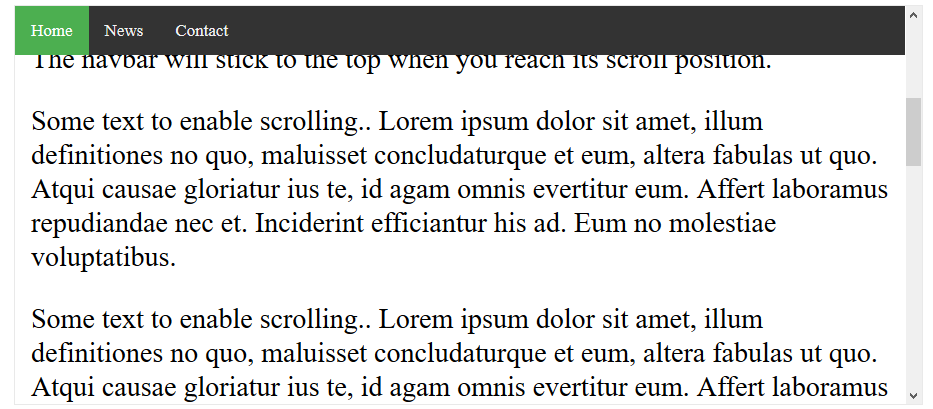 Home News Contact
The navbar will stick to the top when you reach its scroll position.
Some text to enable scrolling.. Lorem ipsum dolor sit amet, illum
definitiones no quo, maluisset concludaturque et eum, altera fabulas ut quo.
Atqui causae gloriatur ius te, id agam omnis evertitur eum. Affert laboramus
repudiandae nec et. Inciderint efficiantur his ad. Eum no molestiae
voluptatibus.
Some text to enable scrolling.. Lorem ipsum dolor sit amet, illum
definitiones no quo, maluisset concludaturque et eum, altera fabulas ut quo.
Atqui causae gloriatur ius te, id agam omnis evertitur eum. Affert laboramus